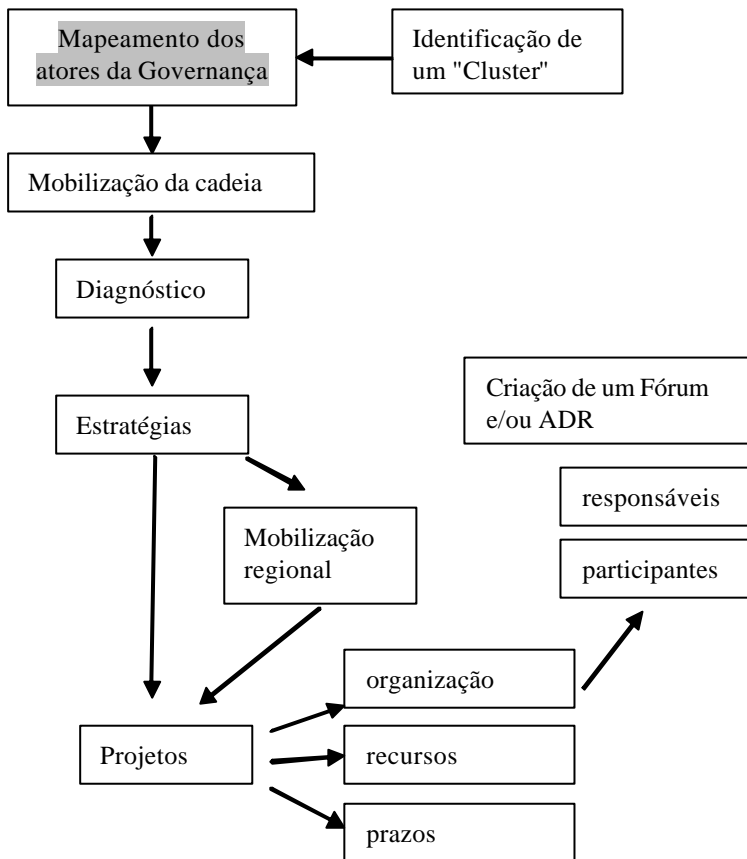 Mapeamento dos
atores da Governança
Identificação de
um "Cluster"
Mobilização da cadeia
Diagnóstico
Estratégias
Criação de um Fórum
e/ou ADR
responsáveis
Mobilização
regional
participantes
organização
Projetos
recursos
prazos